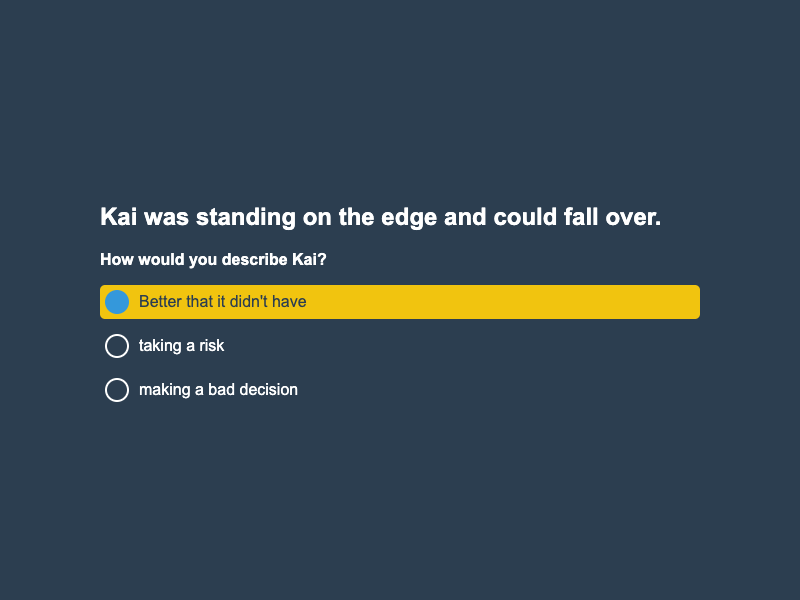 Kai was standing on the edge and could fall over.
How would you describe Kai?
Better that it didn't have
taking a risk
making a bad decision